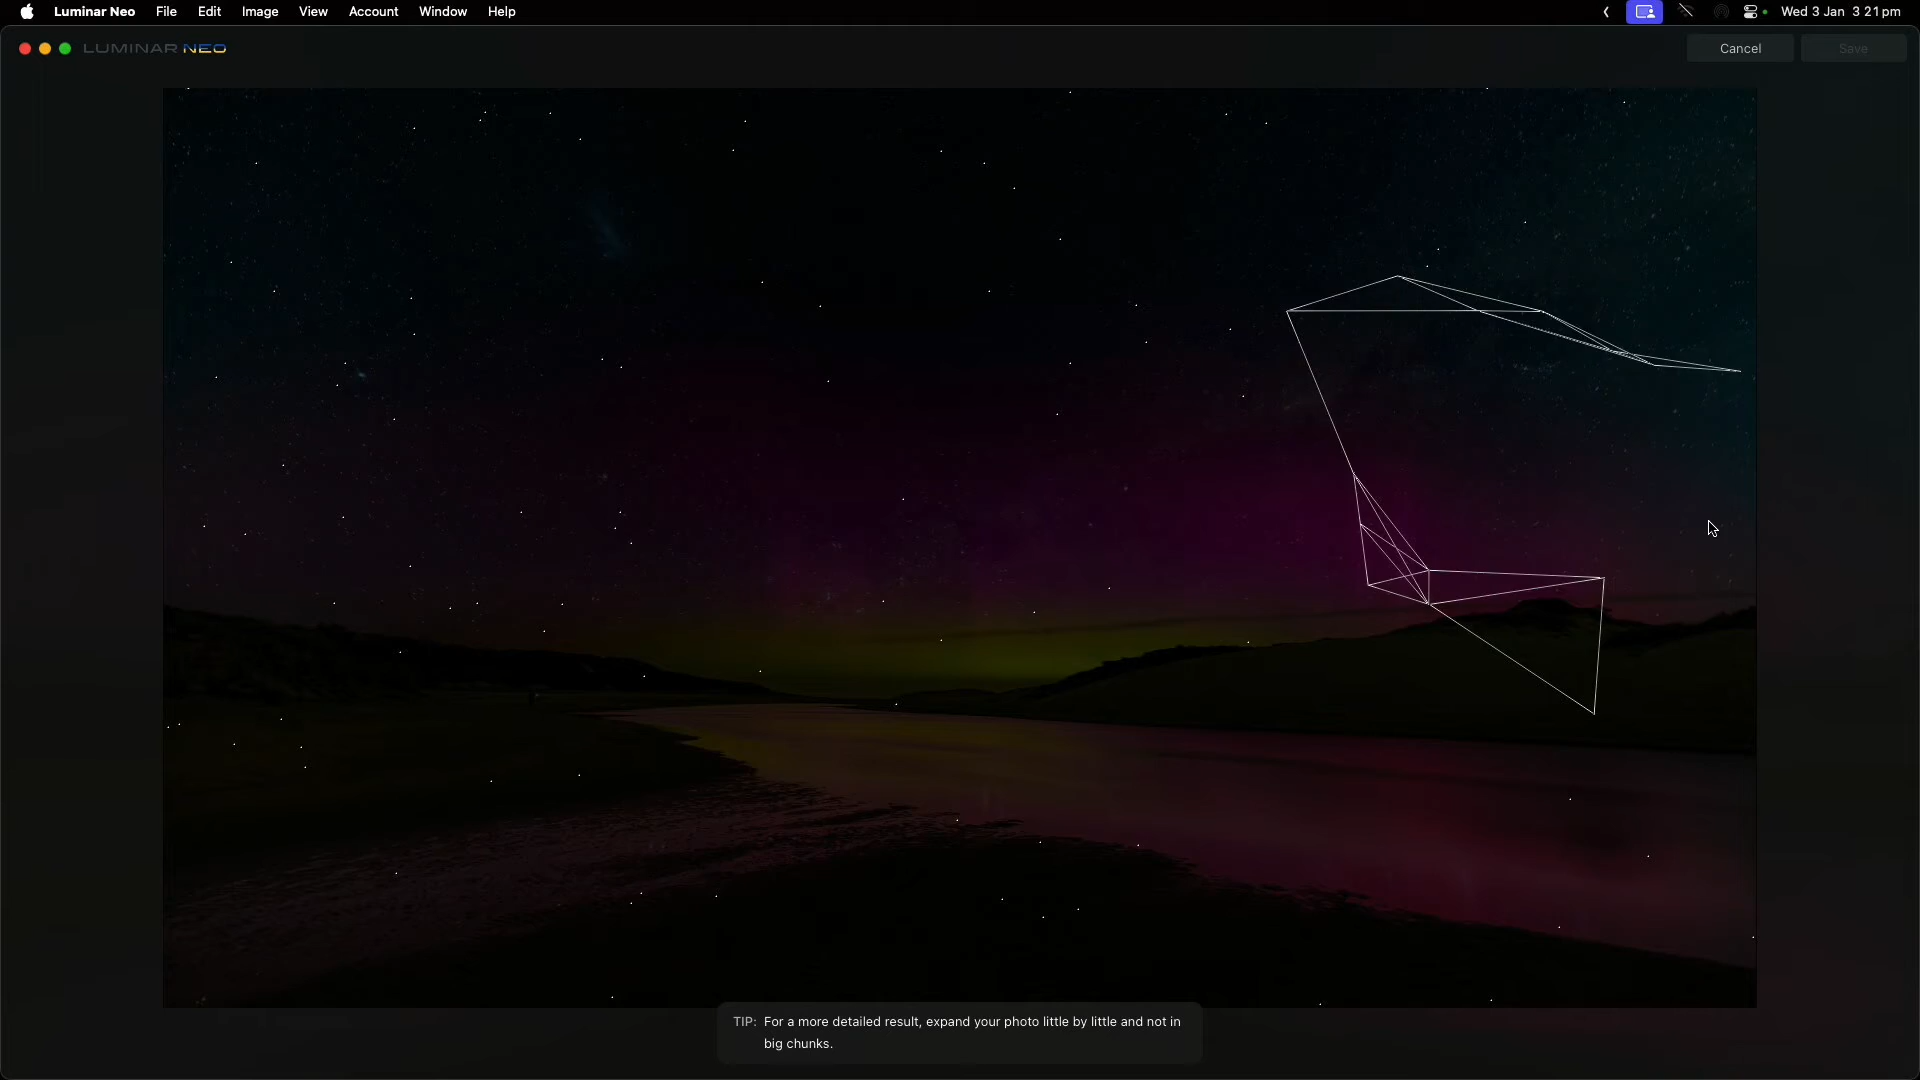 Luminar Neo File Edit Image View Account Window Help Wed 3 Jan 3 21 pm
LUMINAR NEO Cancel Save
TIP: For a more detailed result, expand your photo little by little and not in
big chunks.